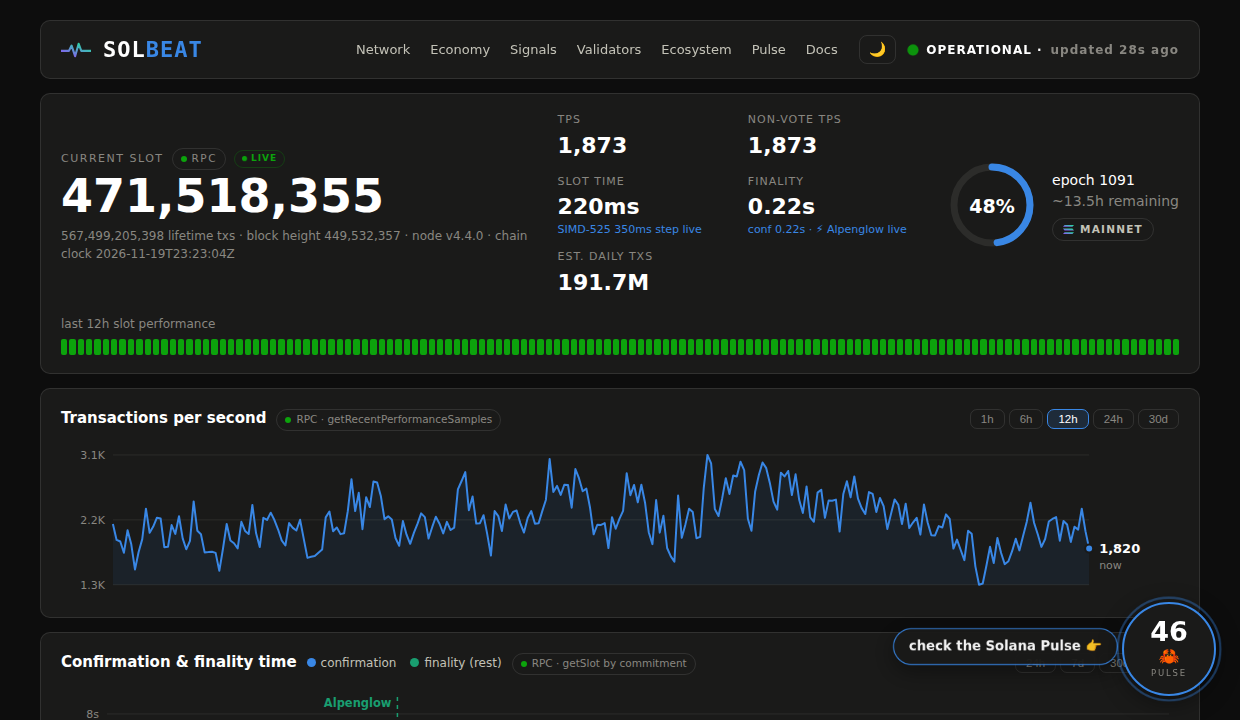 SOLBEAT
Network Economy Signals Validators Ecosystem Pulse Docs
OPERATIONAL · updated 28s ago
CURRENT SLOT RPC LIVE
471,518,355
567,499,205,398 lifetime txs · block height 449,532,357 · node v4.4.0 · chain
clock 2026-11-19T23:23:04Z
TPS
1,873
NON-VOTE TPS
1,873
SLOT TIME
220ms
SIMD-525 350ms step live
FINALITY
0.22s
conf 0.22s · ⚡ Alpenglow live
EST. DAILY TXS
191.7M
48%
epoch 1091
~13.5h remaining
MAINNET
last 12h slot performance
Transactions per second RPC · getRecentPerformanceSamples
1h 6h 12h 24h 30d
3.1K
2.2K
1.3K
1,820
now
Confirmation & finality time confirmation finality (rest) RPC · getSlot by commitment
check the Solana Pulse 👉
46
PULSE
Alpenglow
8s